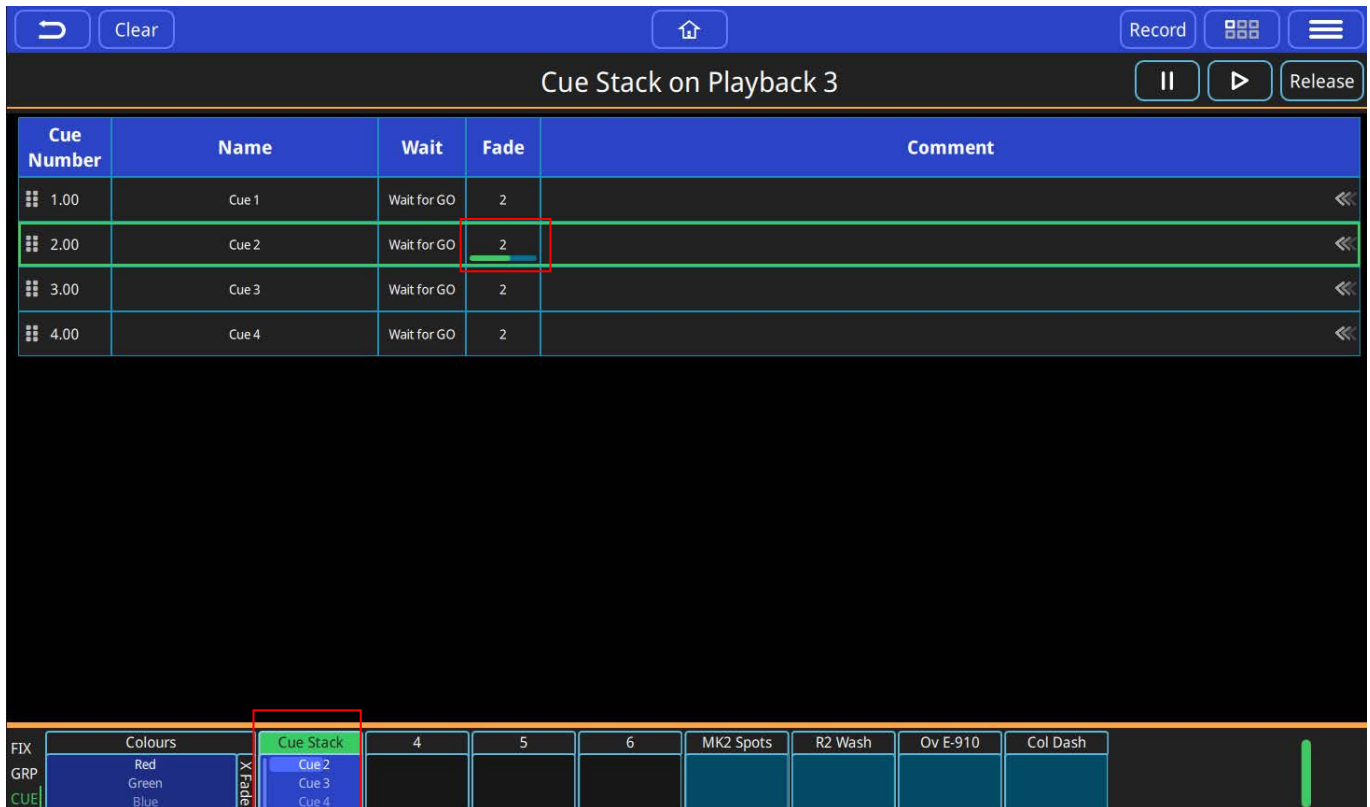 Clear
Record
Cue Stack on Playback 3
Release
Cue Number Name Wait Fade Comment
1.00 Cue 1 Wait for GO 2
2.00 Cue 2 Wait for GO 2
3.00 Cue 3 Wait for GO 2
4.00 Cue 4 Wait for GO 2
FIX Colours Cue Stack 4 5 6 MK2 Spots R2 Wash Ov E-910 Col Dash
GRP Red X Fade Cue 2
Green Cue 3
CUE Blue Cue 4